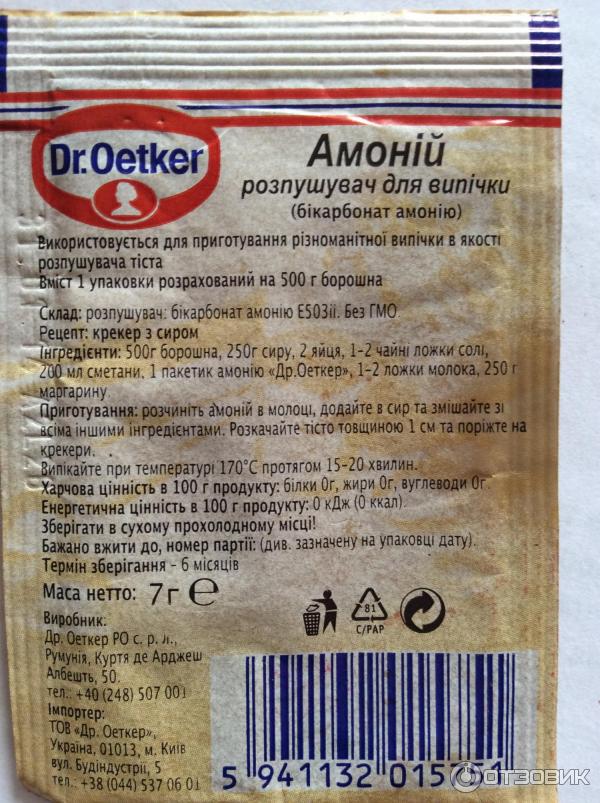 Dr.Oetker
Амоній
розпушувач для випічки
(бікарбонат амонію)
Використовується для приготування різноманітної випічки в якості
розпушувача тіста
Вміст 1 упаковки розрахований на 500 г борошна
Склад: розпушувач: бікарбонат амонію Е503іі. Без ГМО.
Рецепт: крекер з сиром
Інгредієнти: 500г борошна, 250г сиру, 2 яйця, 1-2 чайні ложки солі,
200 мл сметани, 1 пакетик амонію «Др.Оеткер», 1-2 ложки молока, 250 г
маргарину.
Приготування: розчиніть амоній в молоці, додайте в сир та змішайте зі
всіма іншими інгредієнтами. Розкачайте тісто товщиною 1 см та поріжте на
крекери.
Випікайте при температурі 170°С протягом 15-20 хвилин.
Харчова цінність в 100 г продукту: білки 0г, жири 0г, вуглеводи 0г.
Енергетична цінність в 100 г продукту: 0 кДж (0 ккал).
Зберігати в сухому прохолодному місці!
Бажано вжити до, номер партії: (див. зазначену на упаковці дату).
Термін зберігання - 6 місяців
Маса нетто: 7г е
81
C/PAP
Виробник:
Др. Оеткер РО с. р. л.,
Румунія, Куртя де Арджеш
Албешть, 50.
тел.: +40 (248) 507 001
Імпортер:
ТОВ «Др. Оеткер»,
Україна, 01013, м. Київ
вул. Будіндустрії, 5
тел.: +38 (044) 537 06 01
5 941132 015
ОТЗОВИК